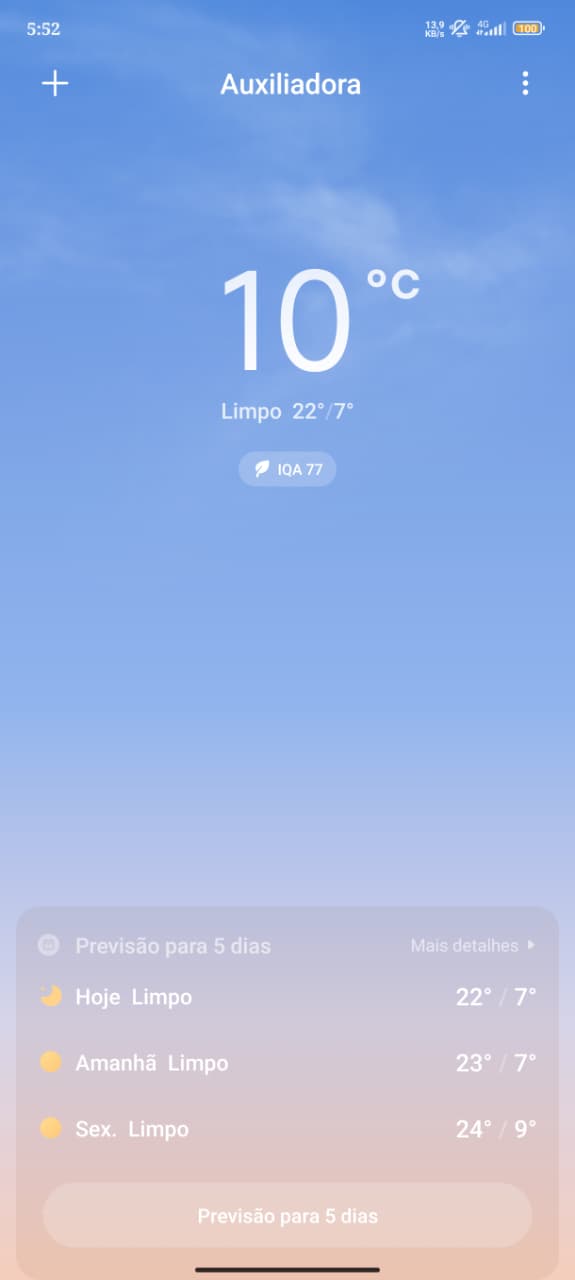 5:52
13,9 KB/s 4G 100
Auxiliadora
10 °C
Limpo 22°/7°
IQA 77
Previsão para 5 dias Mais detalhes
Hoje Limpo 22° / 7°
Amanhã Limpo 23° / 7°
Sex. Limpo 24° / 9°
Previsão para 5 dias